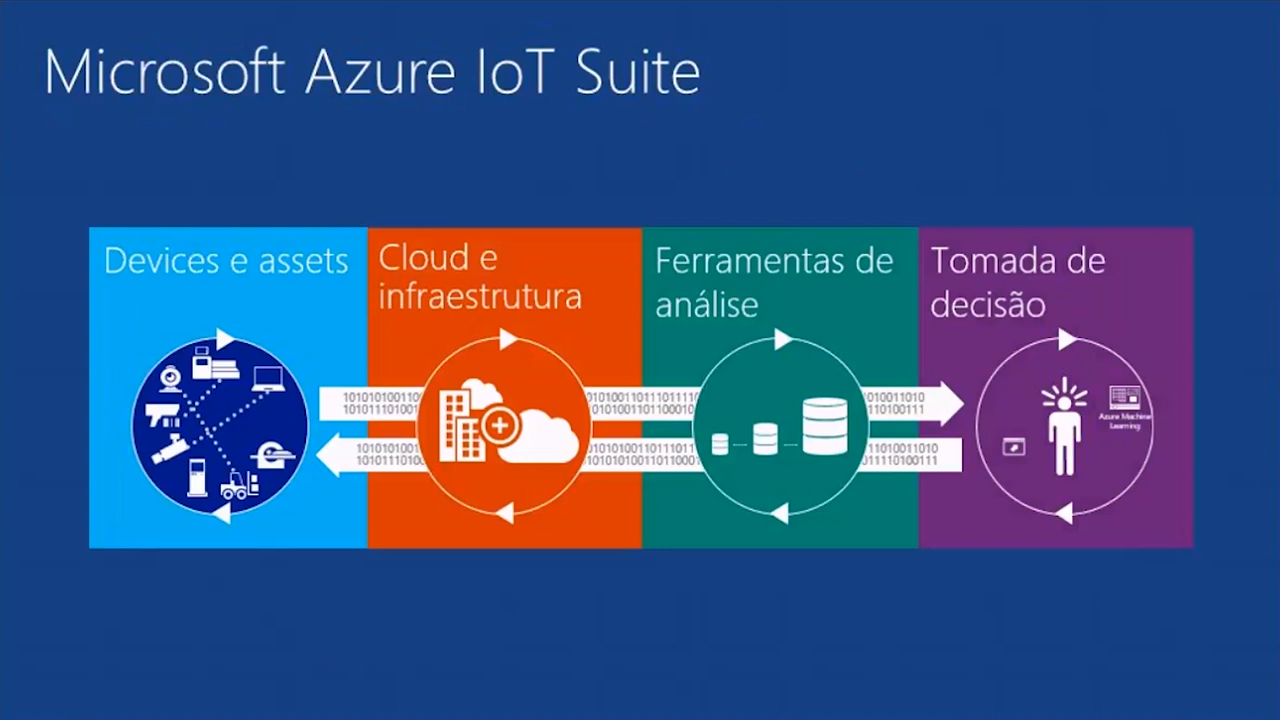 Microsoft Azure IoT Suite
Devices e assets
Cloud e
infraestrutura
Ferramentas de
análise
Tomada de
decisão
Azure Machine
Learning